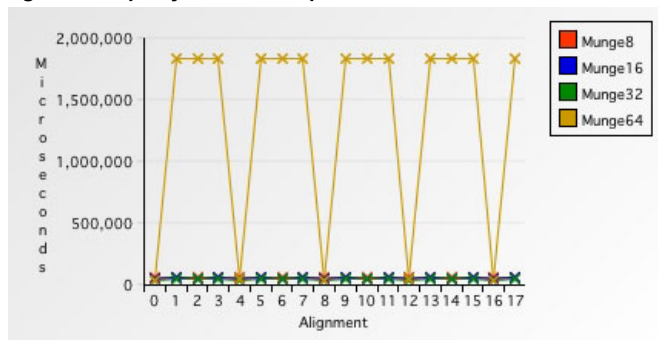 2,000,000
1,500,000
1,000,000
500,000
0
Microseconds
0 1 2 3 4 5 6 7 8 9 10 11 12 13 14 15 16 17
Alignment
Munge8
Munge16
Munge32
Munge64